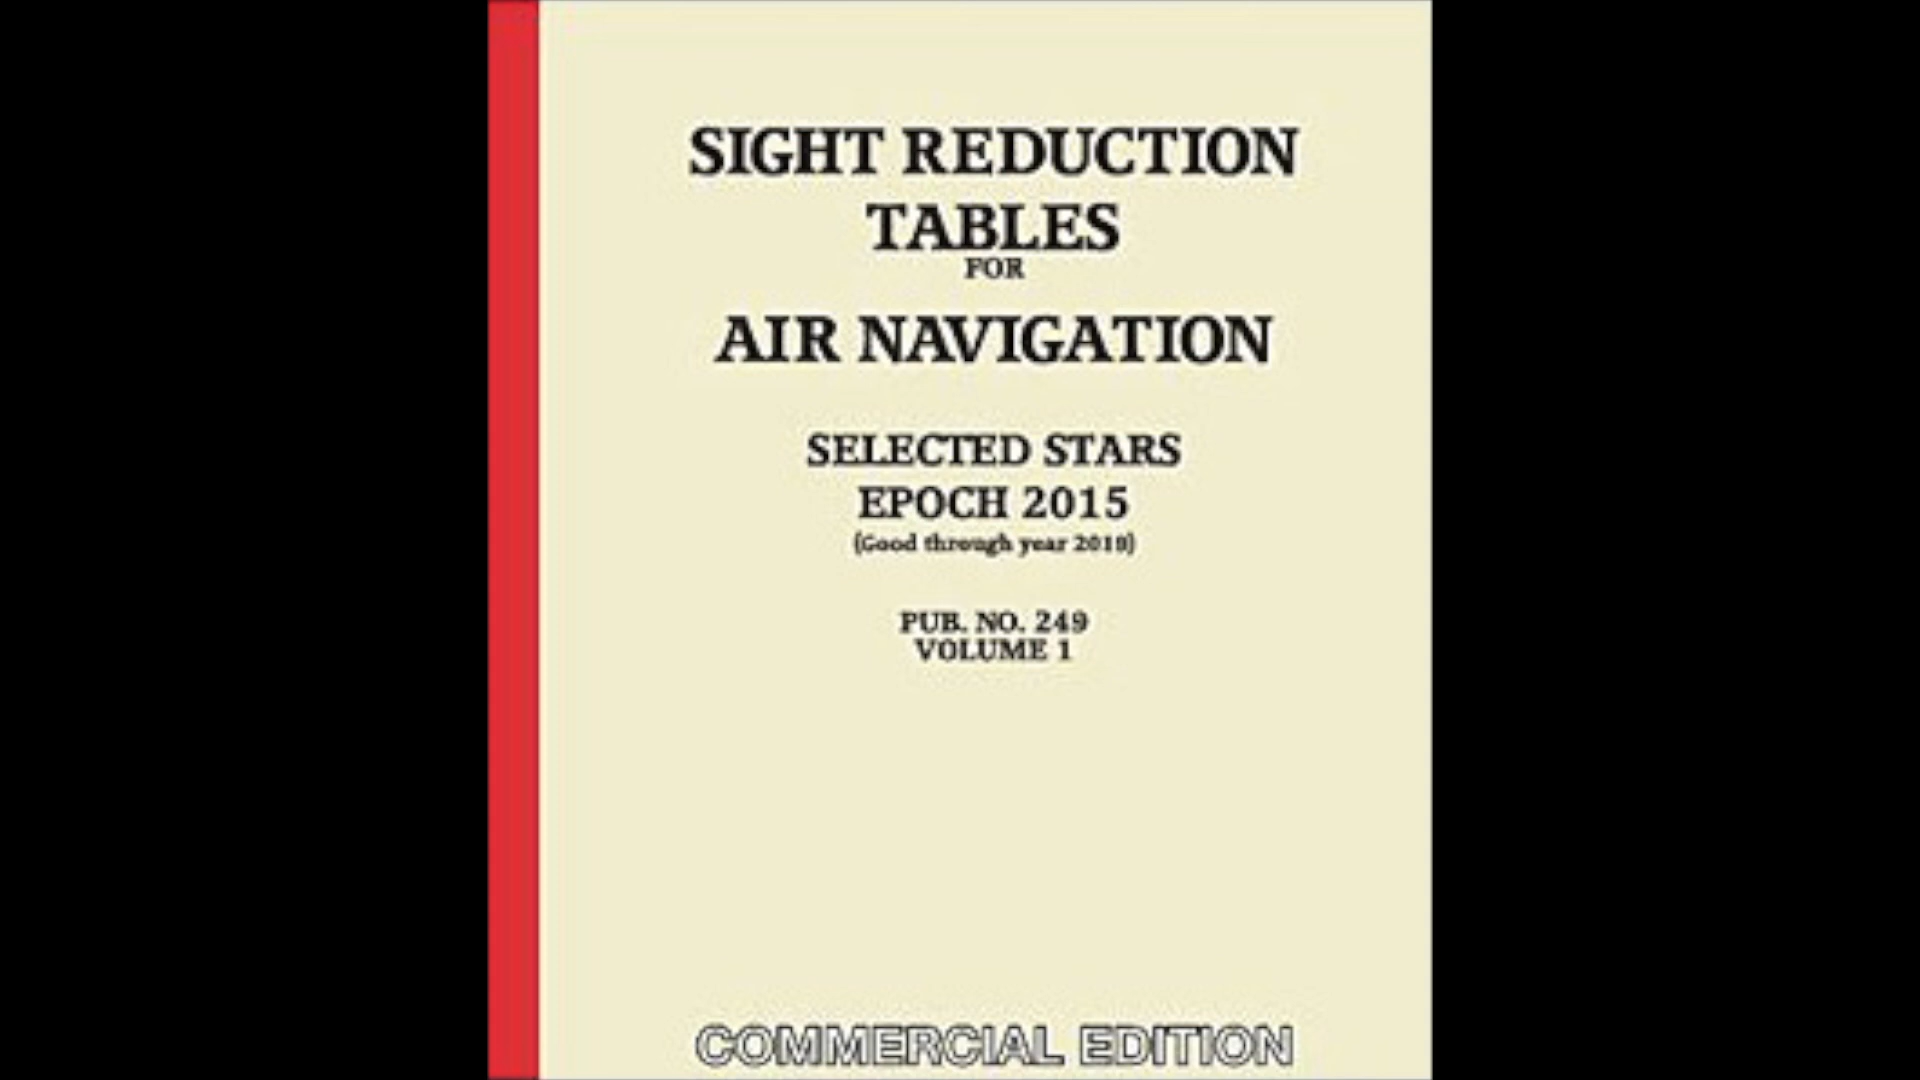 SIGHT REDUCTION
TABLES
FOR
AIR NAVIGATION
SELECTED STARS
EPOCH 2015
(Good through year 2018)
PUB. NO. 249
VOLUME 1
COMMERCIAL EDITION